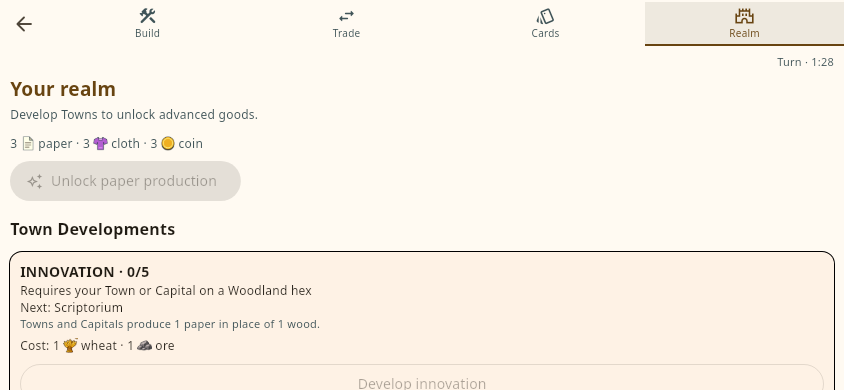 Build
Trade
Cards
Realm
Turn · 1:28
Your realm
Develop Towns to unlock advanced goods.
3 paper · 3 cloth · 3 coin
Unlock paper production
Town Developments
INNOVATION · 0/5
Requires your Town or Capital on a Woodland hex
Next: Scriptorium
Towns and Capitals produce 1 paper in place of 1 wood.
Cost: 1 wheat · 1 ore
Develop innovation